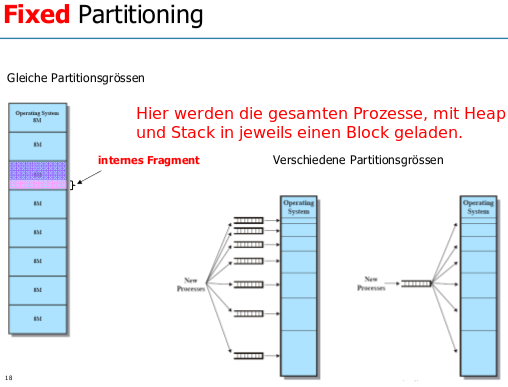 Fixed Partitioning
Gleiche Partitionsgrössen
Hier werden die gesamten Prozesse, mit Heap
und Stack in jeweils einen Block geladen.
Operating System
8M
8M
8M
internes Fragment
8M
8M
8M
8M
8M
Verschiedene Partitionsgrössen
Operating
System
New
Processes
Operating
System
New
Processes
18